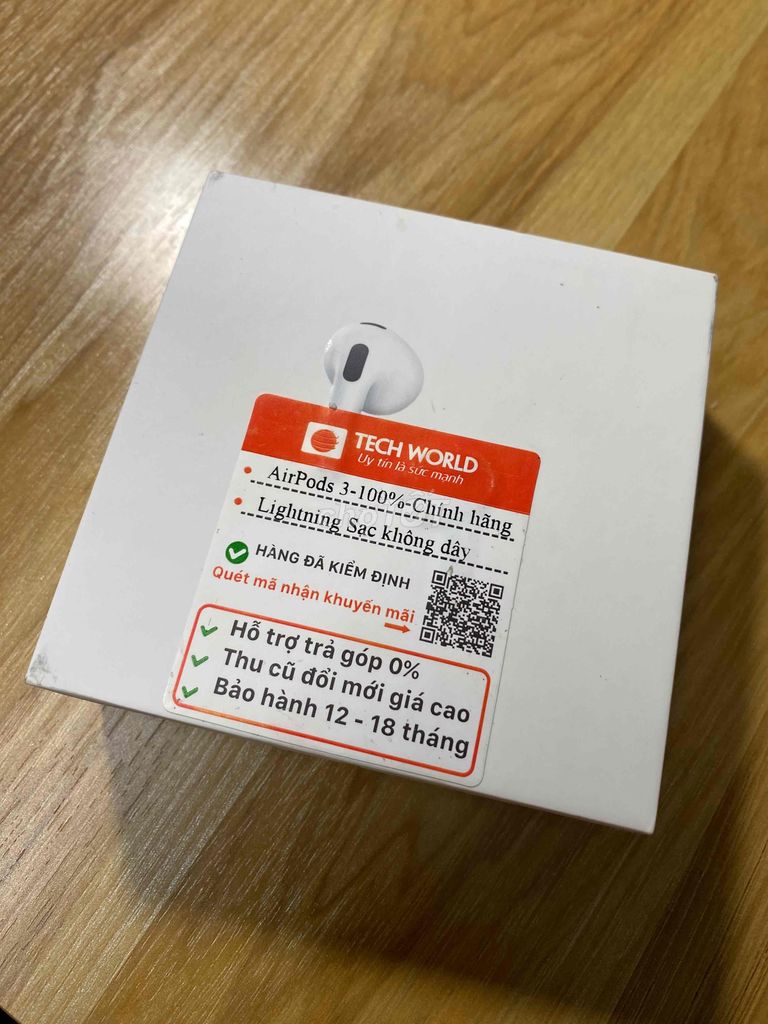 TECH WORLD
Uy tín là sức mạnh
AirPods 3-100%-Chính hãng
Lightning Sạc không dây
HÀNG ĐÃ KIỂM ĐỊNH
Quét mã nhận khuyến mãi
Hỗ trợ trả góp 0%
Thu cũ đổi mới giá cao
Bảo hành 12 - 18 tháng